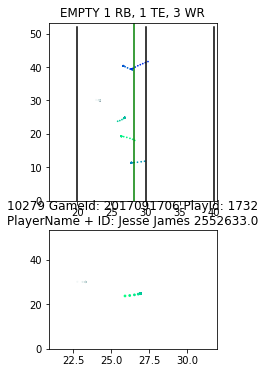 EMPTY 1 RB, 1 TE, 3 WR
50
40
30
20
10
0
20 25 30 35 40
10279 GameId: 2017091706 PlayId: 1732
PlayerName + ID: Jesse James 2552633.0
40
20
0
22.5 25.0 27.5 30.0